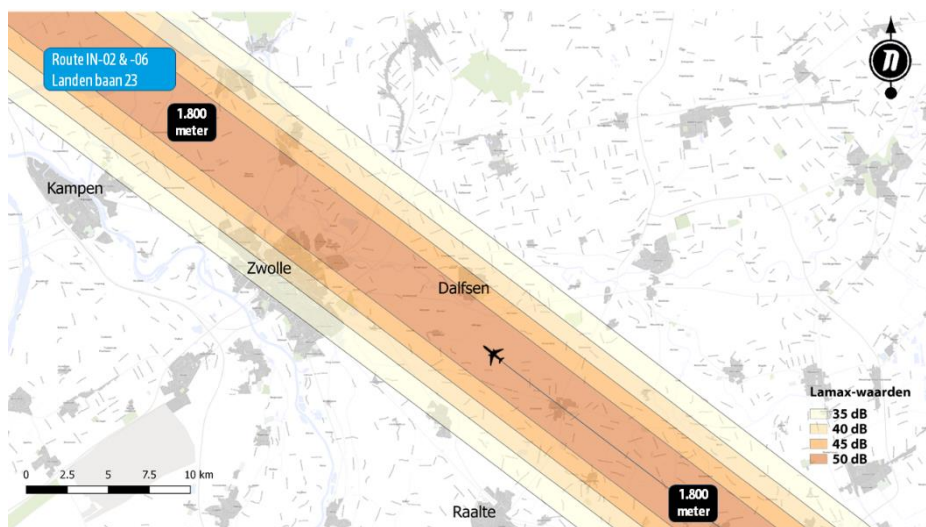 Route IN-02 & -06
Landen baan 23
1.800
meter
Kampen
Zwolle
Dalfsen
Lamax-waarden
35 dB
40 dB
45 dB
50 dB
0 2.5 5 7.5 10 km
Raalte
1.800
meter